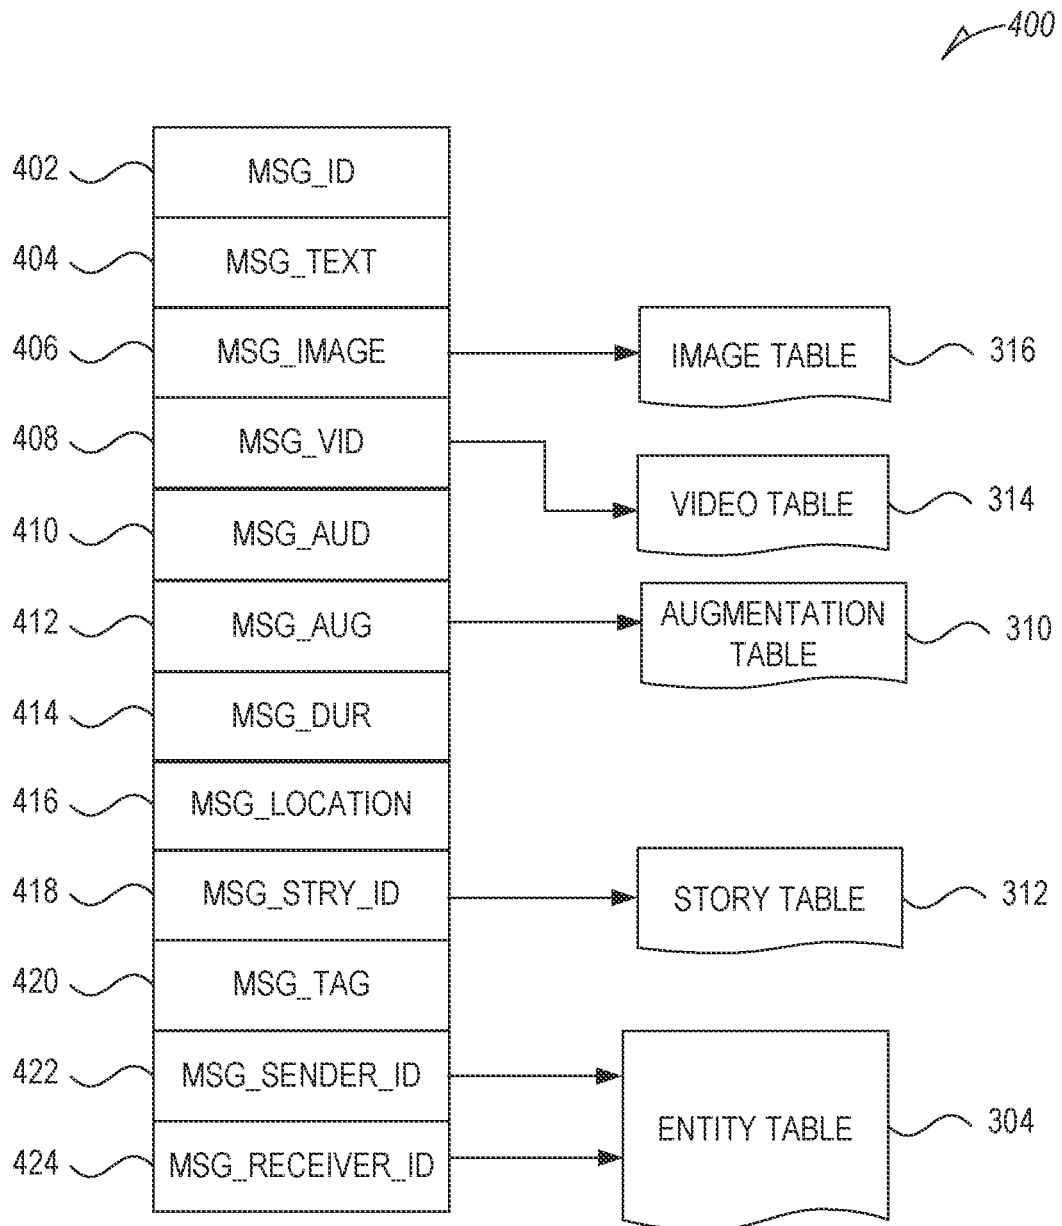 400
402 MSG_ID
404 MSG_TEXT
406 MSG_IMAGE IMAGE TABLE 316
408 MSG_VID VIDEO TABLE 314
410 MSG_AUD
412 MSG_AUG AUGMENTATION
TABLE 310
414 MSG_DUR
416 MSG_LOCATION
418 MSG_STRY_ID STORY TABLE 312
420 MSG_TAG
422 MSG_SENDER_ID
ENTITY TABLE 304
424 MSG_RECEIVER_ID